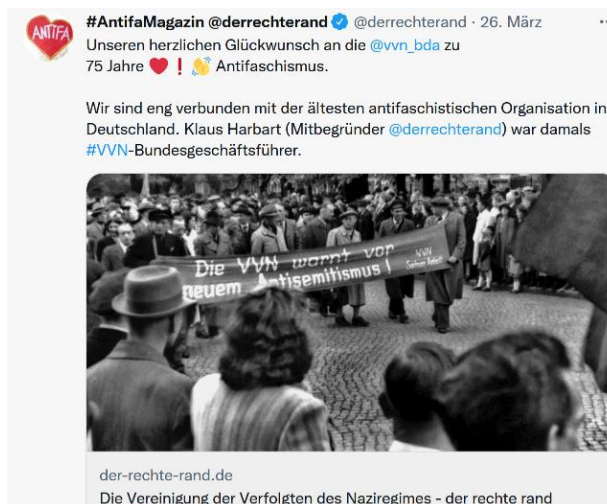 ANTIFA
#AntifaMagazin @derrechterand @derrechterand · 26. März
Unseren herzlichen Glückwunsch an die @vvn_bda zu
75 Jahre ❤️❗👏 Antifaschismus.
Wir sind eng verbunden mit der ältesten antifaschistischen Organisation in
Deutschland. Klaus Harbart (Mitbegründer @derrechterand) war damals
#VVN-Bundesgeschäftsführer.
Die VVN warnt vor
neuem Antisemitismus!
VVN
der-rechte-rand.de
Die Vereinigung der Verfolgten des Naziregimes - der rechte rand